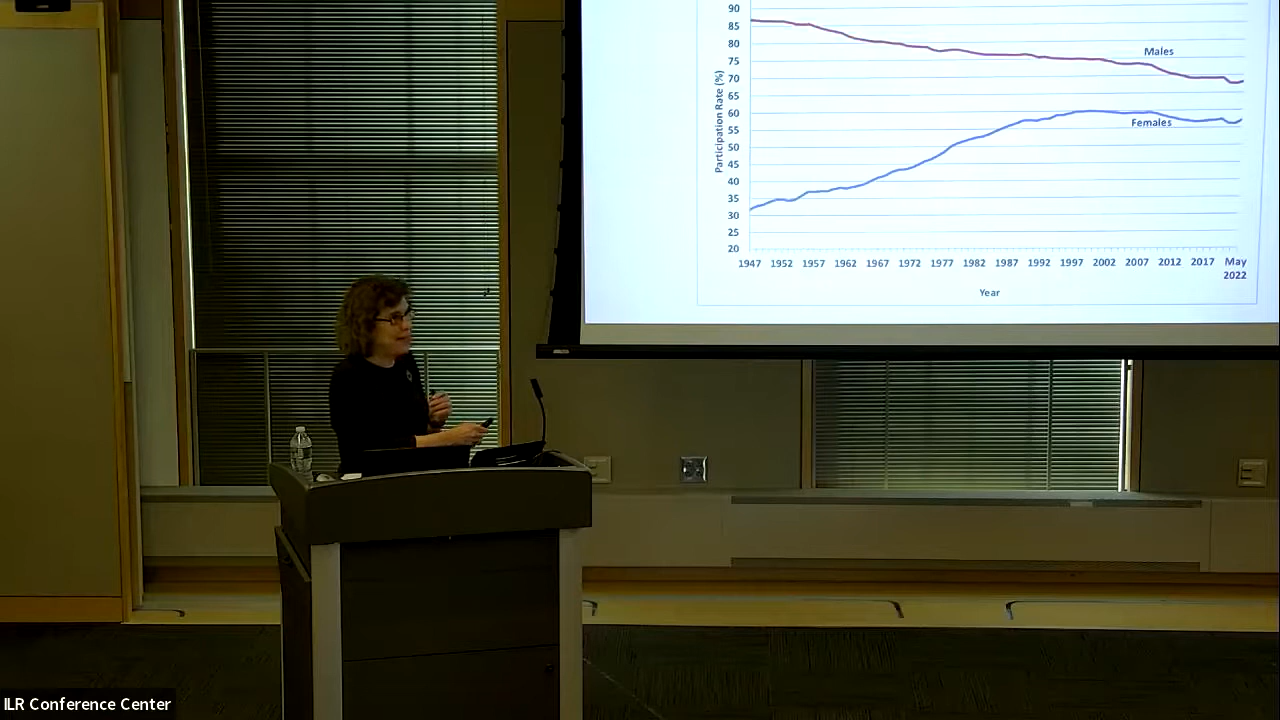 90
85
80
75
70
65
60
55
50
45
40
35
30
25
20
Participation Rate (%)
Males
Females
1947 1952 1957 1962 1967 1972 1977 1982 1987 1992 1997 2002 2007 2012 2017 May
2022
Year
ILR Conference Center